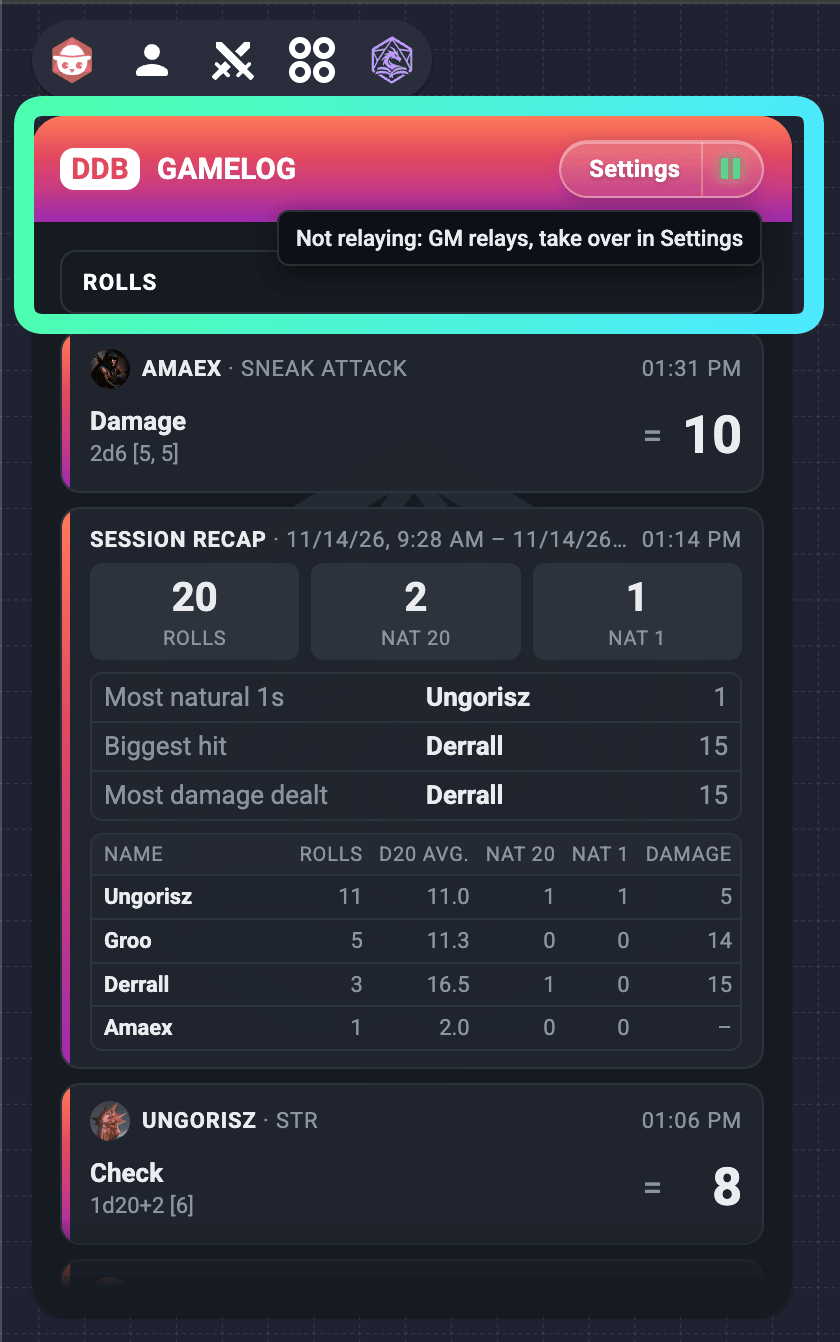 DDB GAMELOG Settings
Not relaying: GM relays, take over in Settings
ROLLS
AMAEX · SNEAK ATTACK 01:31 PM
Damage
2d6 [5, 5] = 10
SESSION RECAP · 11/14/26, 9:28 AM – 11/14/26... 01:14 PM
20 2 1
ROLLS NAT 20 NAT 1
Most natural 1s Ungorisz 1
Biggest hit Derrall 15
Most damage dealt Derrall 15
NAME ROLLS D20 AVG. NAT 20 NAT 1 DAMAGE
Ungorisz 11 11.0 1 1 5
Groo 5 11.3 0 0 14
Derrall 3 16.5 1 0 15
Amaex 1 2.0 0 0 –
UNGORISZ · STR 01:06 PM
Check
1d20+2 [6] = 8